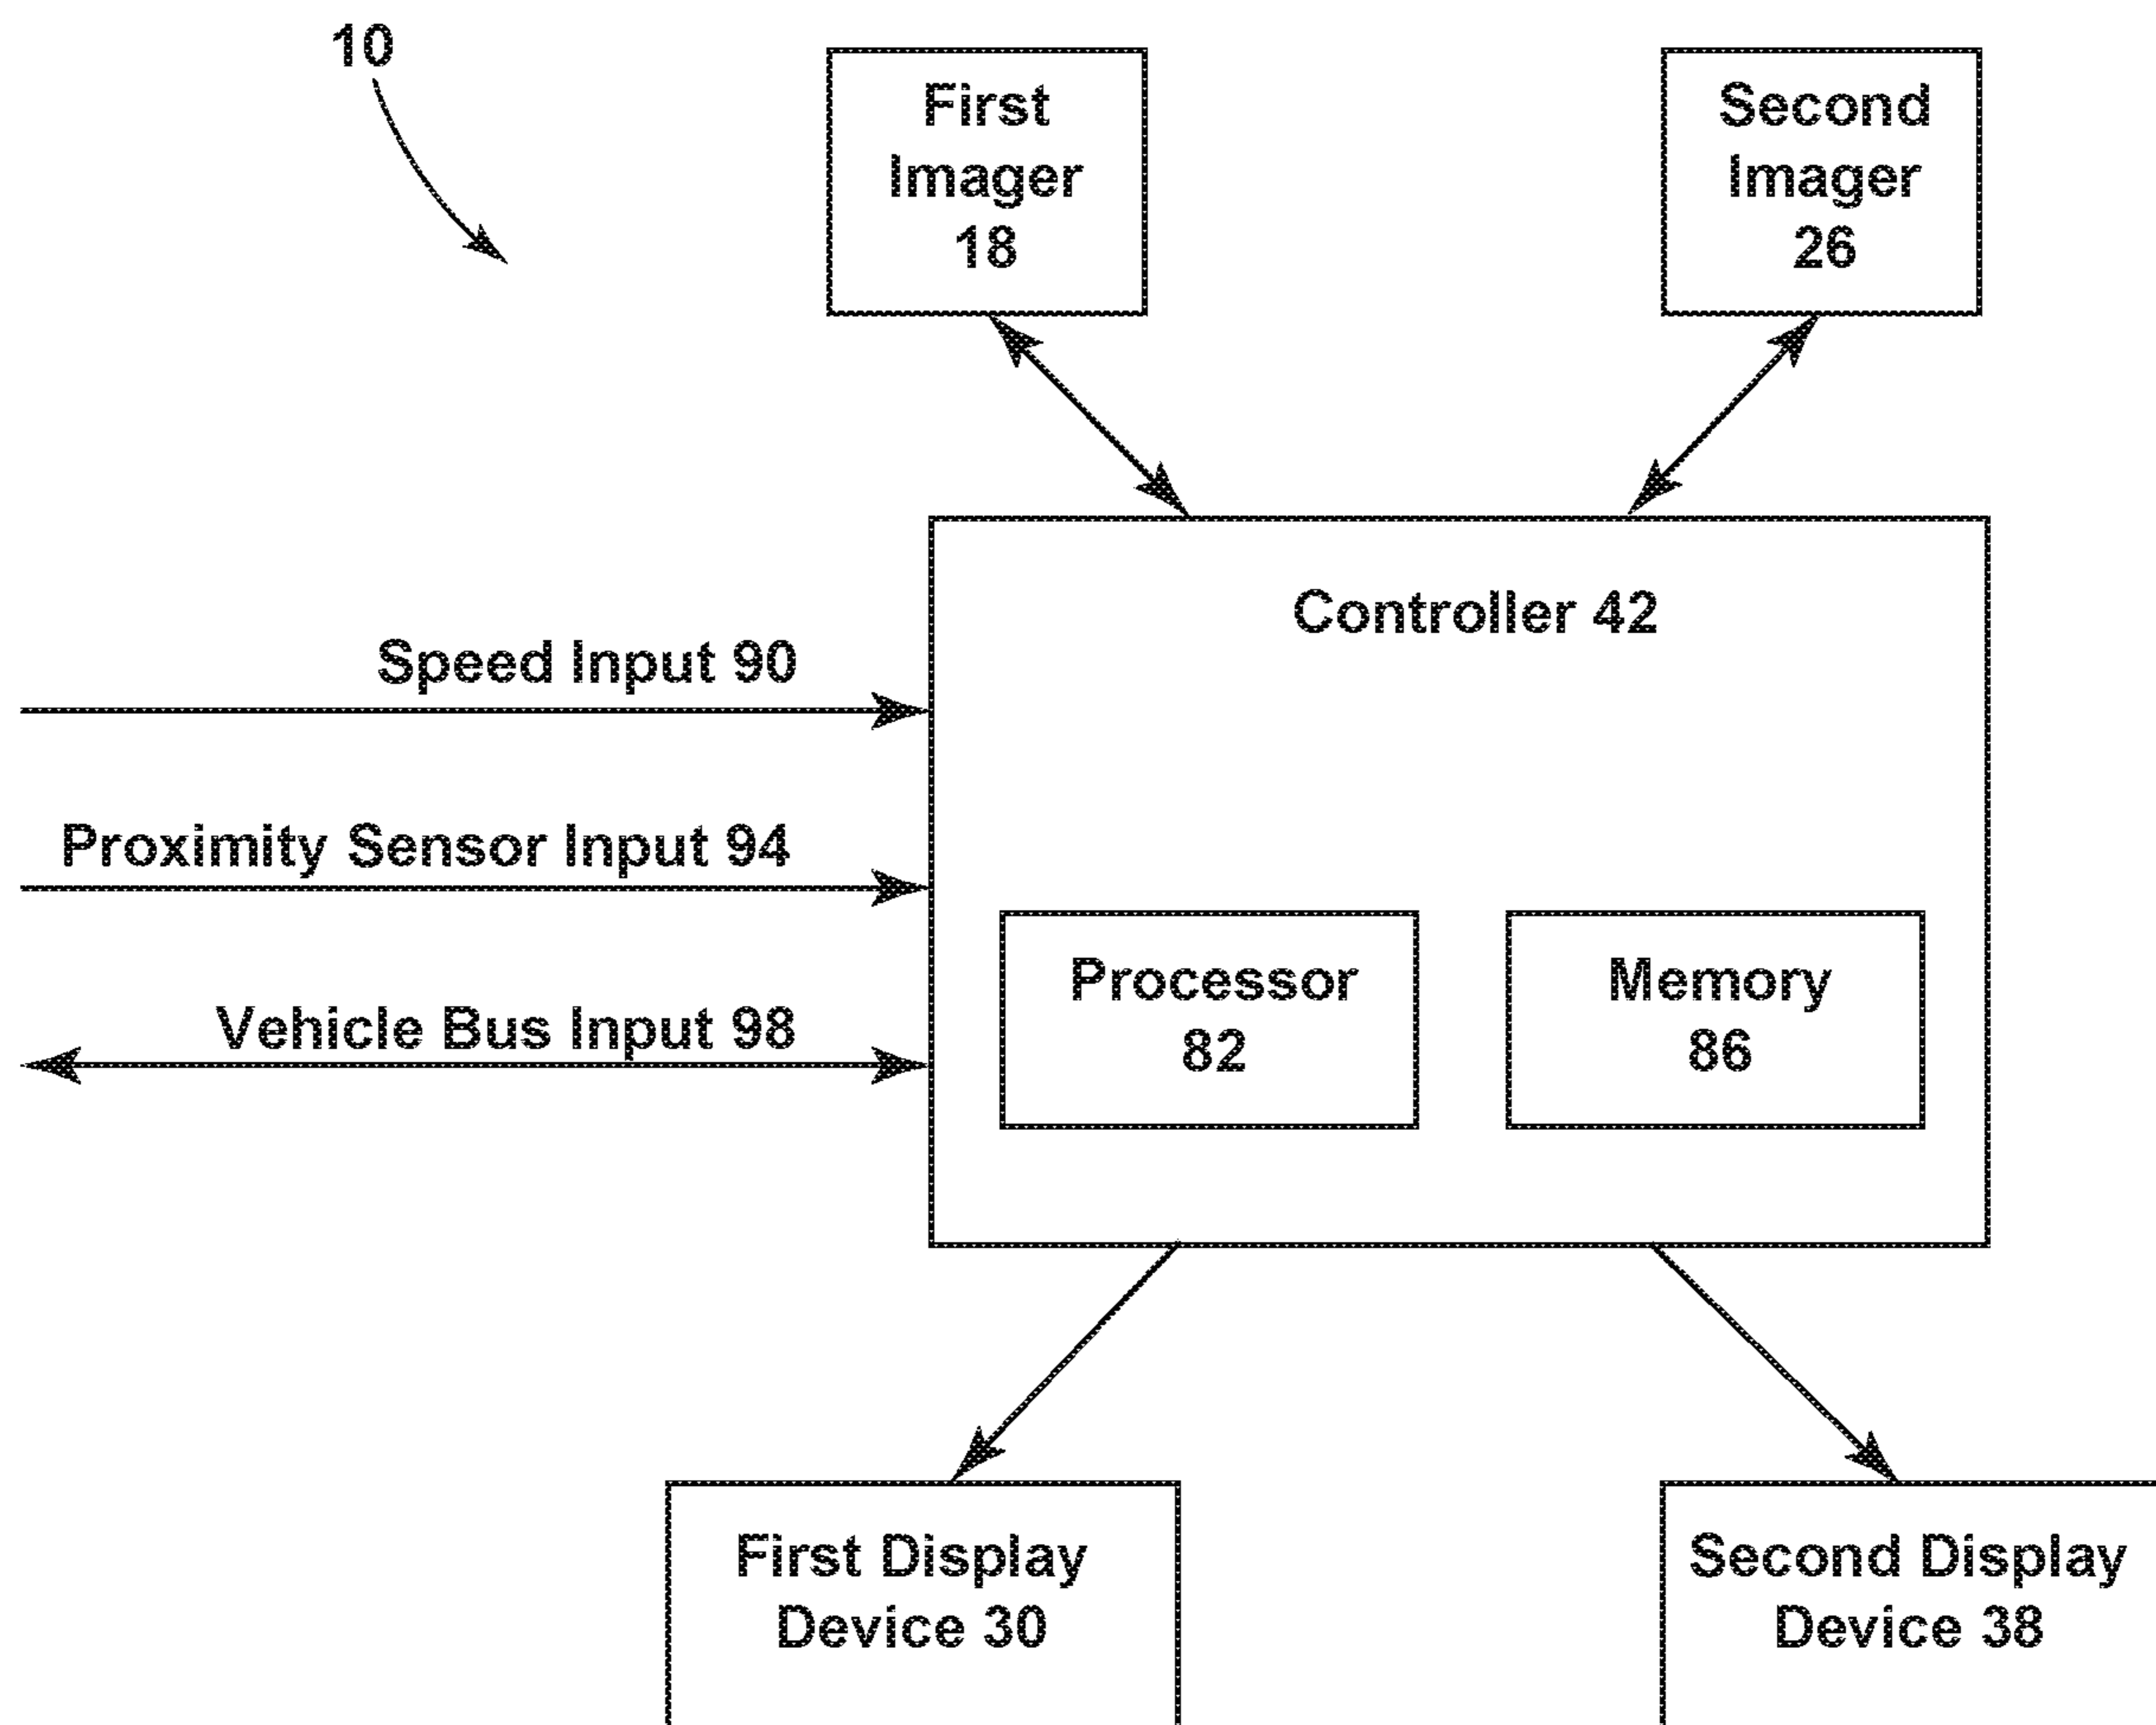 10
First
Imager
18
Second
Imager
26
Controller 42
Speed Input 90
Proximity Sensor Input 94
Vehicle Bus Input 98
Processor
82
Memory
86
First Display
Device 30
Second Display
Device 38